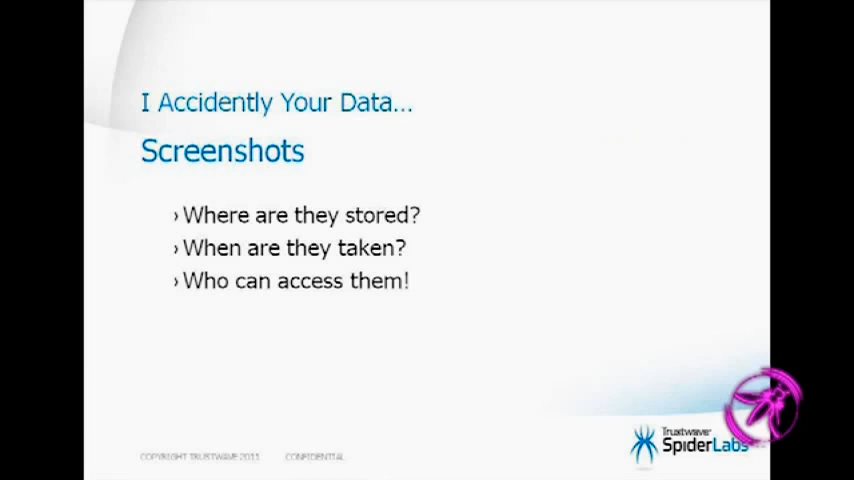 I Accidently Your Data...
Screenshots
› Where are they stored?
› When are they taken?
› Who can access them!
COPYRIGHT TRUSTWAVE 2011 CONFIDENTIAL
Trustwave®
SpiderLabs